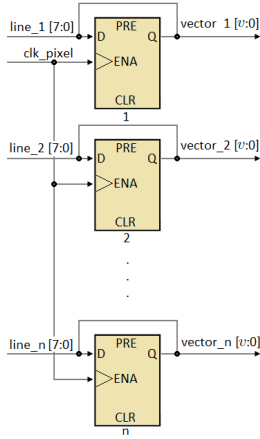 line_1 [7:0]
PRE
vector_1 [v:0]
D
Q
clk_pixel
ENA
CLR
1
line_2 [7:0]
PRE
vector_2 [v:0]
D
Q
ENA
CLR
2
.
.
.
line_n [7:0]
PRE
vector_n [v:0]
D
Q
ENA
CLR
n